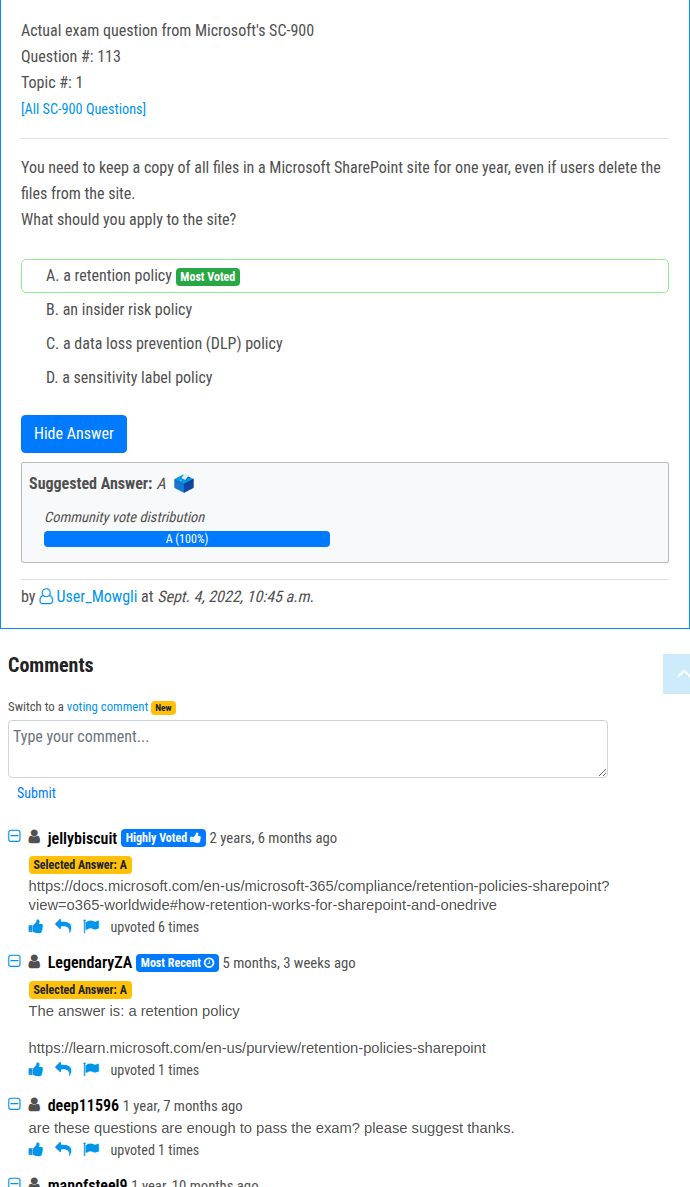 Actual exam question from Microsoft's SC-900
Question #: 113
Topic #: 1
[All SC-900 Questions]
You need to keep a copy of all files in a Microsoft SharePoint site for one year, even if users delete the
files from the site.
What should you apply to the site?
A. a retention policy Most Voted
B. an insider risk policy
C. a data loss prevention (DLP) policy
D. a sensitivity label policy
Hide Answer
Suggested Answer: A
Community vote distribution
A (100%)
by User_Mowgli at Sept. 4, 2022, 10:45 a.m.
Comments
Switch to a voting comment New
Type your comment...
Submit
jellybiscuit Highly Voted 2 years, 6 months ago
Selected Answer: A
https://docs.microsoft.com/en-us/microsoft-365/compliance/retention-policies-sharepoint?
view=o365-worldwide#how-retention-works-for-sharepoint-and-onedrive
upvoted 6 times
LegendaryZA Most Recent 5 months, 3 weeks ago
Selected Answer: A
The answer is: a retention policy
https://learn.microsoft.com/en-us/purview/retention-policies-sharepoint
upvoted 1 times
deep11596 1 year, 7 months ago
are these questions are enough to pass the exam? please suggest thanks.
upvoted 1 times
manofsteel9 1 year, 10 months ago